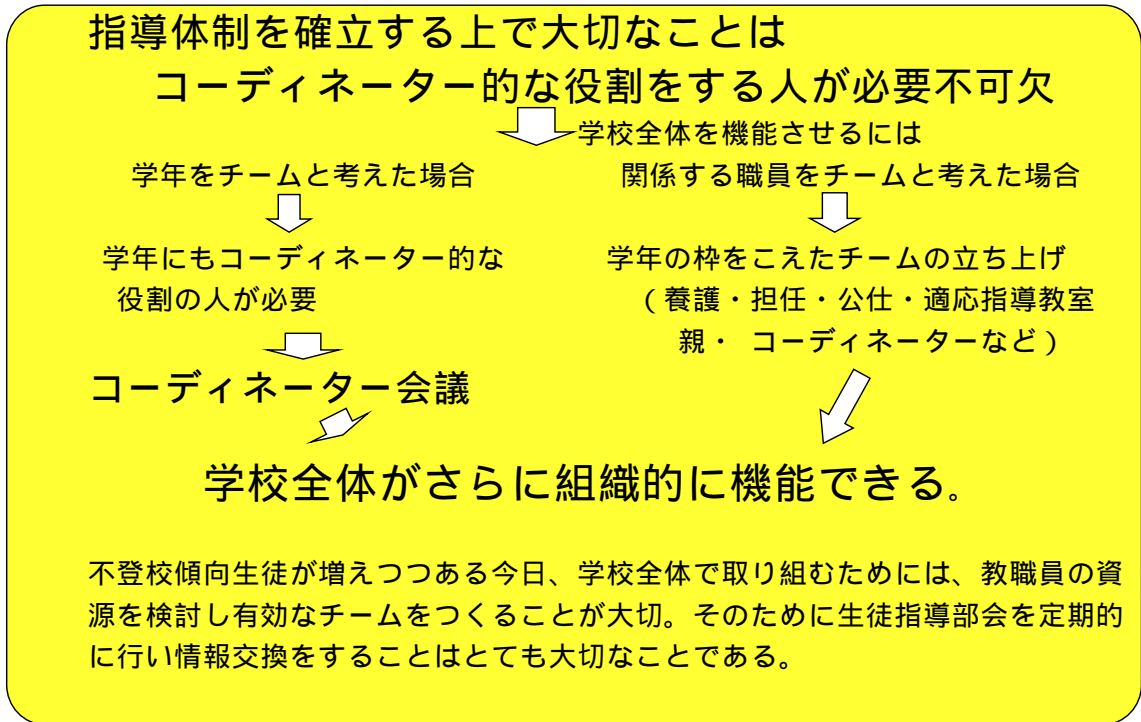 指導体制を確立する上で大切なことは
コーディネーター的な役割をする人が必要不可欠
学校全体を機能させるには
学年をチームと考えた場合
関係する職員をチームと考えた場合
学年にもコーディネーター的な
役割の人が必要
学年の枠をこえたチームの立ち上げ
(養護・担任・公仕・適応指導教室
親・ コーディネーターなど)
コーディネーター会議
学校全体がさらに組織的に機能できる。
不登校傾向生徒が増えつつある今日、学校全体で取り組むためには、教職員の資
源を検討し有効なチームをつくることが大切。そのために生徒指導部会を定期的
に行い情報交換をすることはとても大切なことである。